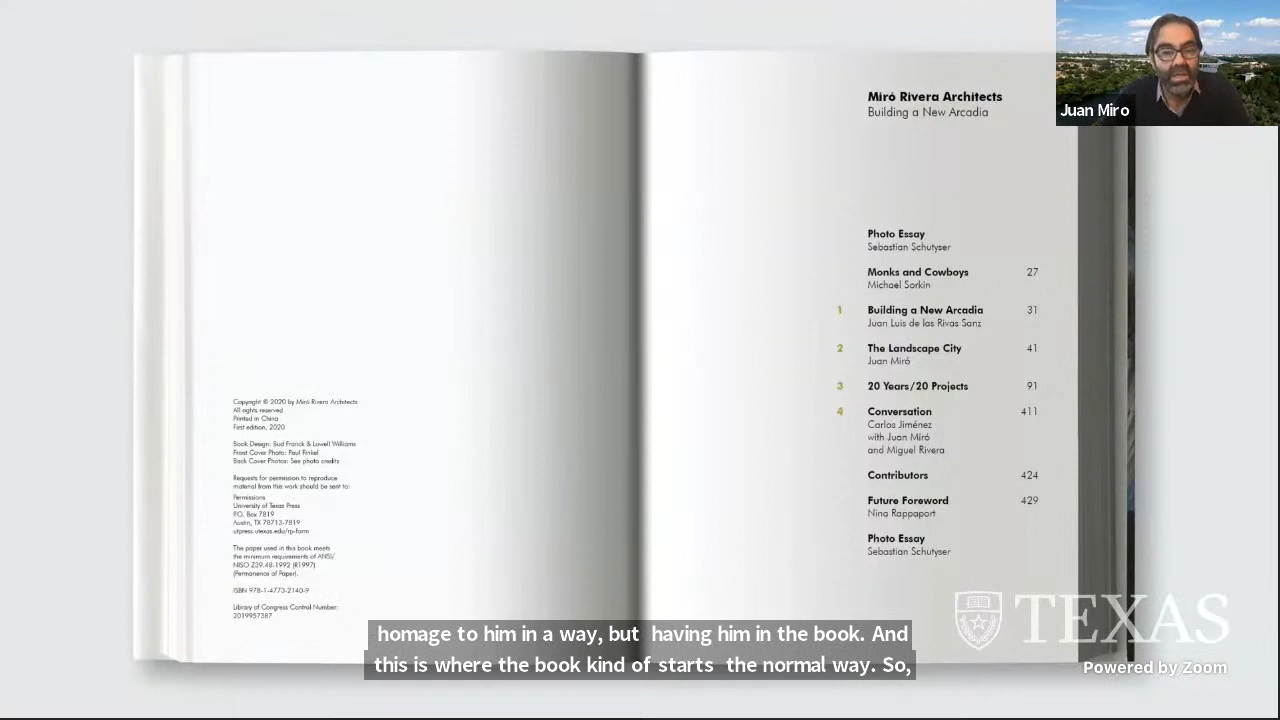 Copyright © 2020 by Miró Rivera Architects
All rights reserved
Printed in China
First edition, 2020
Book Design: Bud Franck & Lowell Williams
Front Cover Photo: Paul Finkel
Back Cover Photos: See photo credits
Requests for permission to reproduce
material from this work should be sent to:
Permissions
University of Texas Press
P.O. Box 7819
Austin, TX 78713-7819
utpress.utexas.edu/rp-form
The paper used in this book meets
the minimum requirements of ANSI/
NISO Z39.48-1992 (R1997)
(Permanence of Paper).
ISBN 978-1-4773-2140-9
Library of Congress Control Number:
2019957387
Miró Rivera Architects
Building a New Arcadia
Photo Essay
Sebastian Schutyser
Monks and Cowboys 27
Michael Sorkin
1 Building a New Arcadia 31
Juan Luis de las Rivas Sanz
2 The Landscape City 41
Juan Miró
3 20 Years/20 Projects 91
4 Conversation 411
Carlos Jiménez
with Juan Miró
and Miguel Rivera
Contributors 424
Future Foreword 429
Nina Rappaport
Photo Essay
Sebastian Schutyser
Juan Miro
TEXAS
Powered by Zoom
homage to him in a way, but having him in the book. And
this is where the book kind of starts the normal way. So,